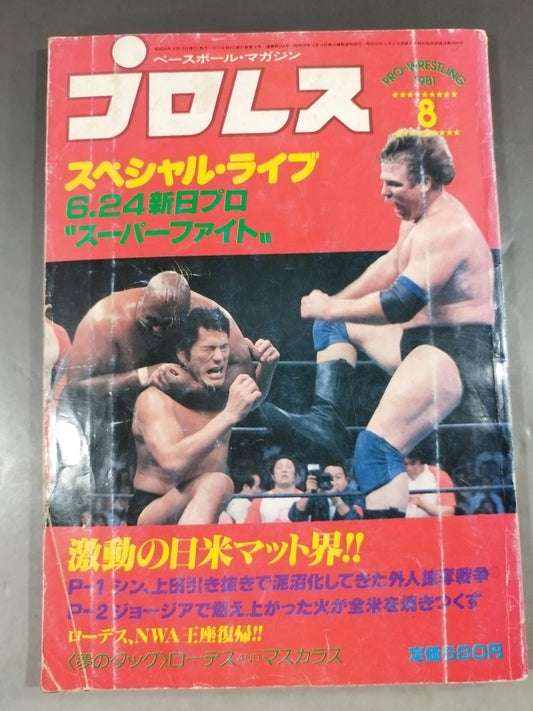 ベースボール・マガジン
プロレス
PRO-WRESTLING
1981
8
スペシャル・ライブ
6.24新日プロ
"スーパーファイト"
激動の日米マット界!!
P-1 シン、上田引き抜きで泥沼化してきた外人獲奪戦争
P-2 ジョージアで燃え上がった火が全米を焼きつくす
ローデス、NWA王座復帰!!
〈夢のタッグ〉ローデスANDマスカラス
定価580円